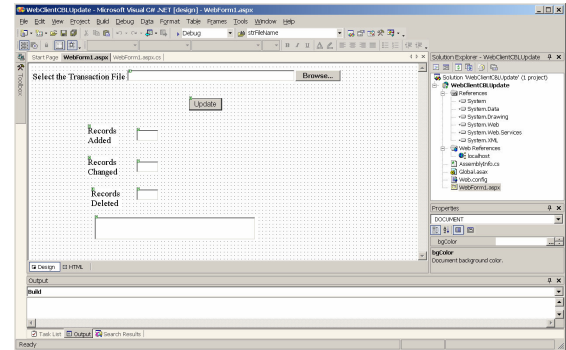 WebClientCBLUpdate - Microsoft Visual C# .NET [design] - WebForm1.aspx
File Edit View Project Build Debug Data Format Table Frames Tools Window Help
Debug strFileName
Start Page WebForm1.aspx WebForm1.aspx.cs
Toolbox
Select the Transaction File Browse...
Update
Records
Added
Records
Changed
Records
Deleted
Design HTML
Solution Explorer - WebClientCBLUpdate
Solution 'WebClientCBLUpdate' (1 project)
WebClientCBLUpdate
References
System
System.Data
System.Drawing
System.Web
System.Web.Services
System.XML
Web References
localhost
AssemblyInfo.cs
Global.asax
Web.config
WebForm1.aspx
Properties
DOCUMENT
bgColor
bgColor
Document background color.
Output
Build
Task List Output Search Results
Ready